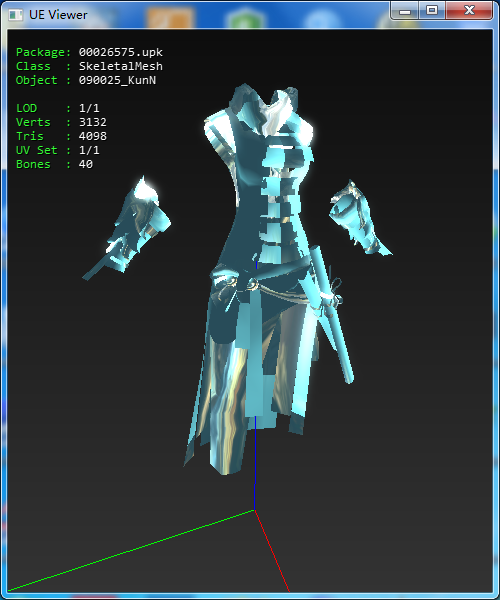 UE Viewer
Package: 00026575.upk
Class : SkeletalMesh
Object : 090025_KunN
LOD : 1/1
Verts : 3132
Tris : 4098
UV Set : 1/1
Bones : 40